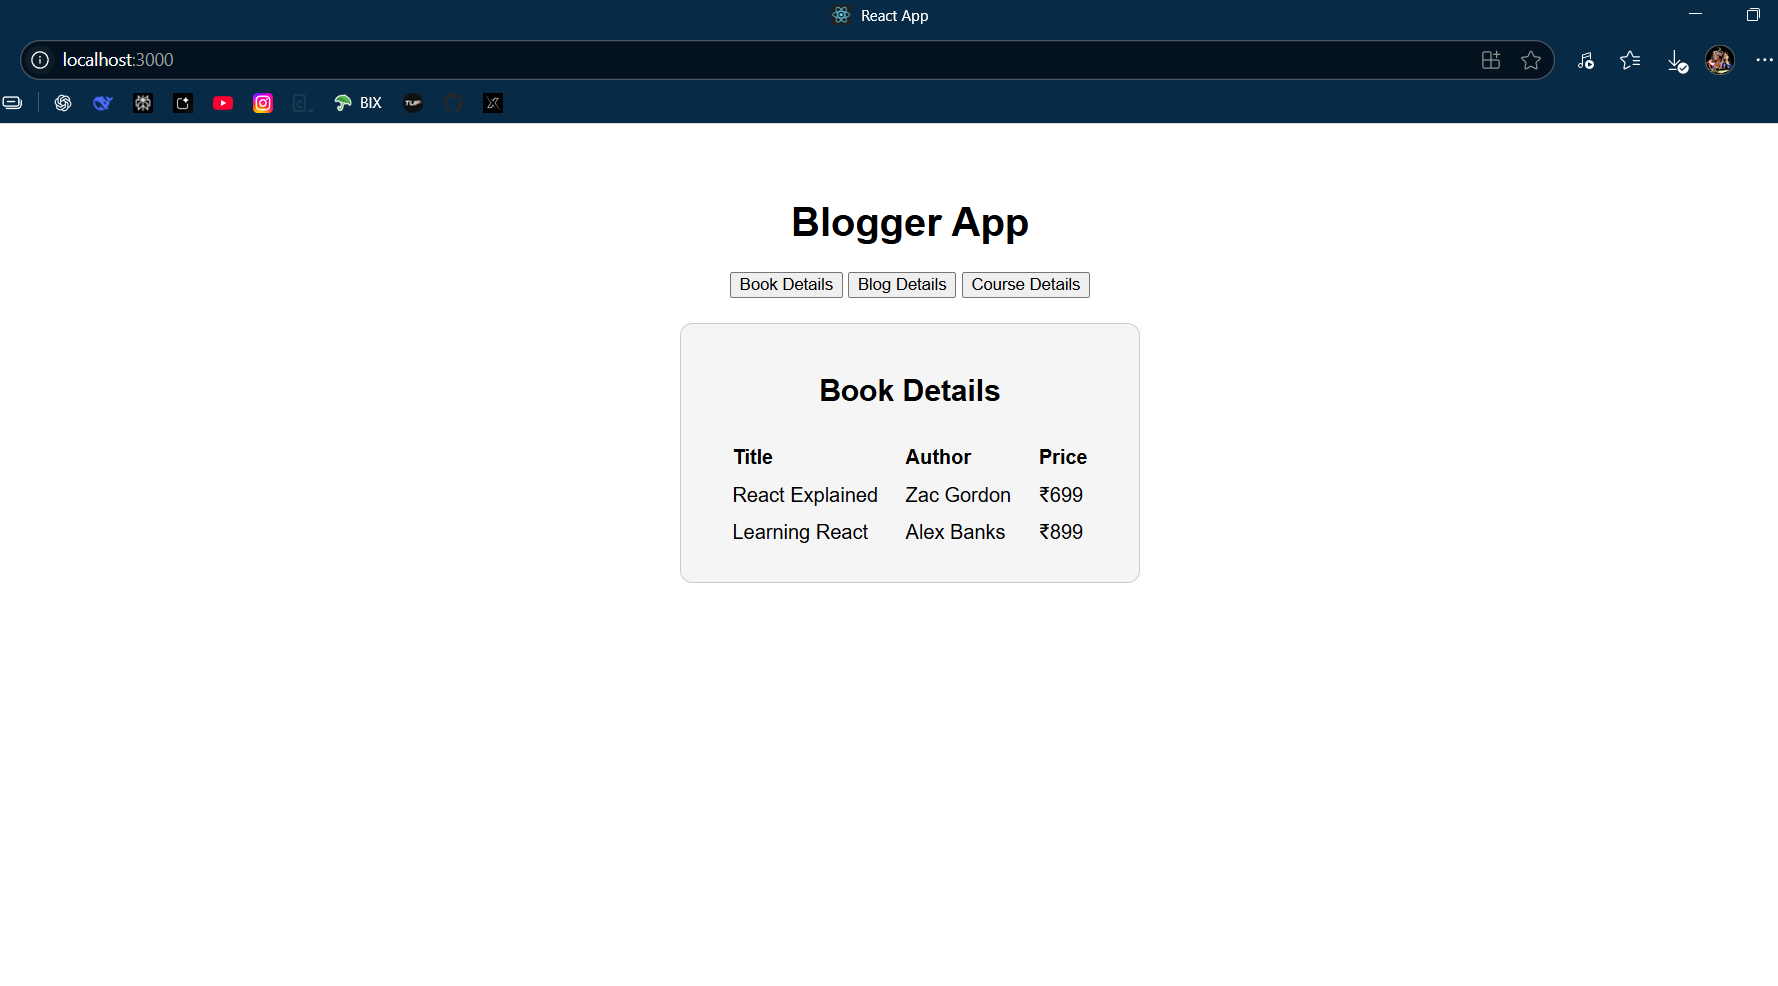 React App
localhost:3000
BIX
TUF
Blogger App
Book Details Blog Details Course Details
Book Details
Title Author Price
React Explained Zac Gordon ₹699
Learning React Alex Banks ₹899